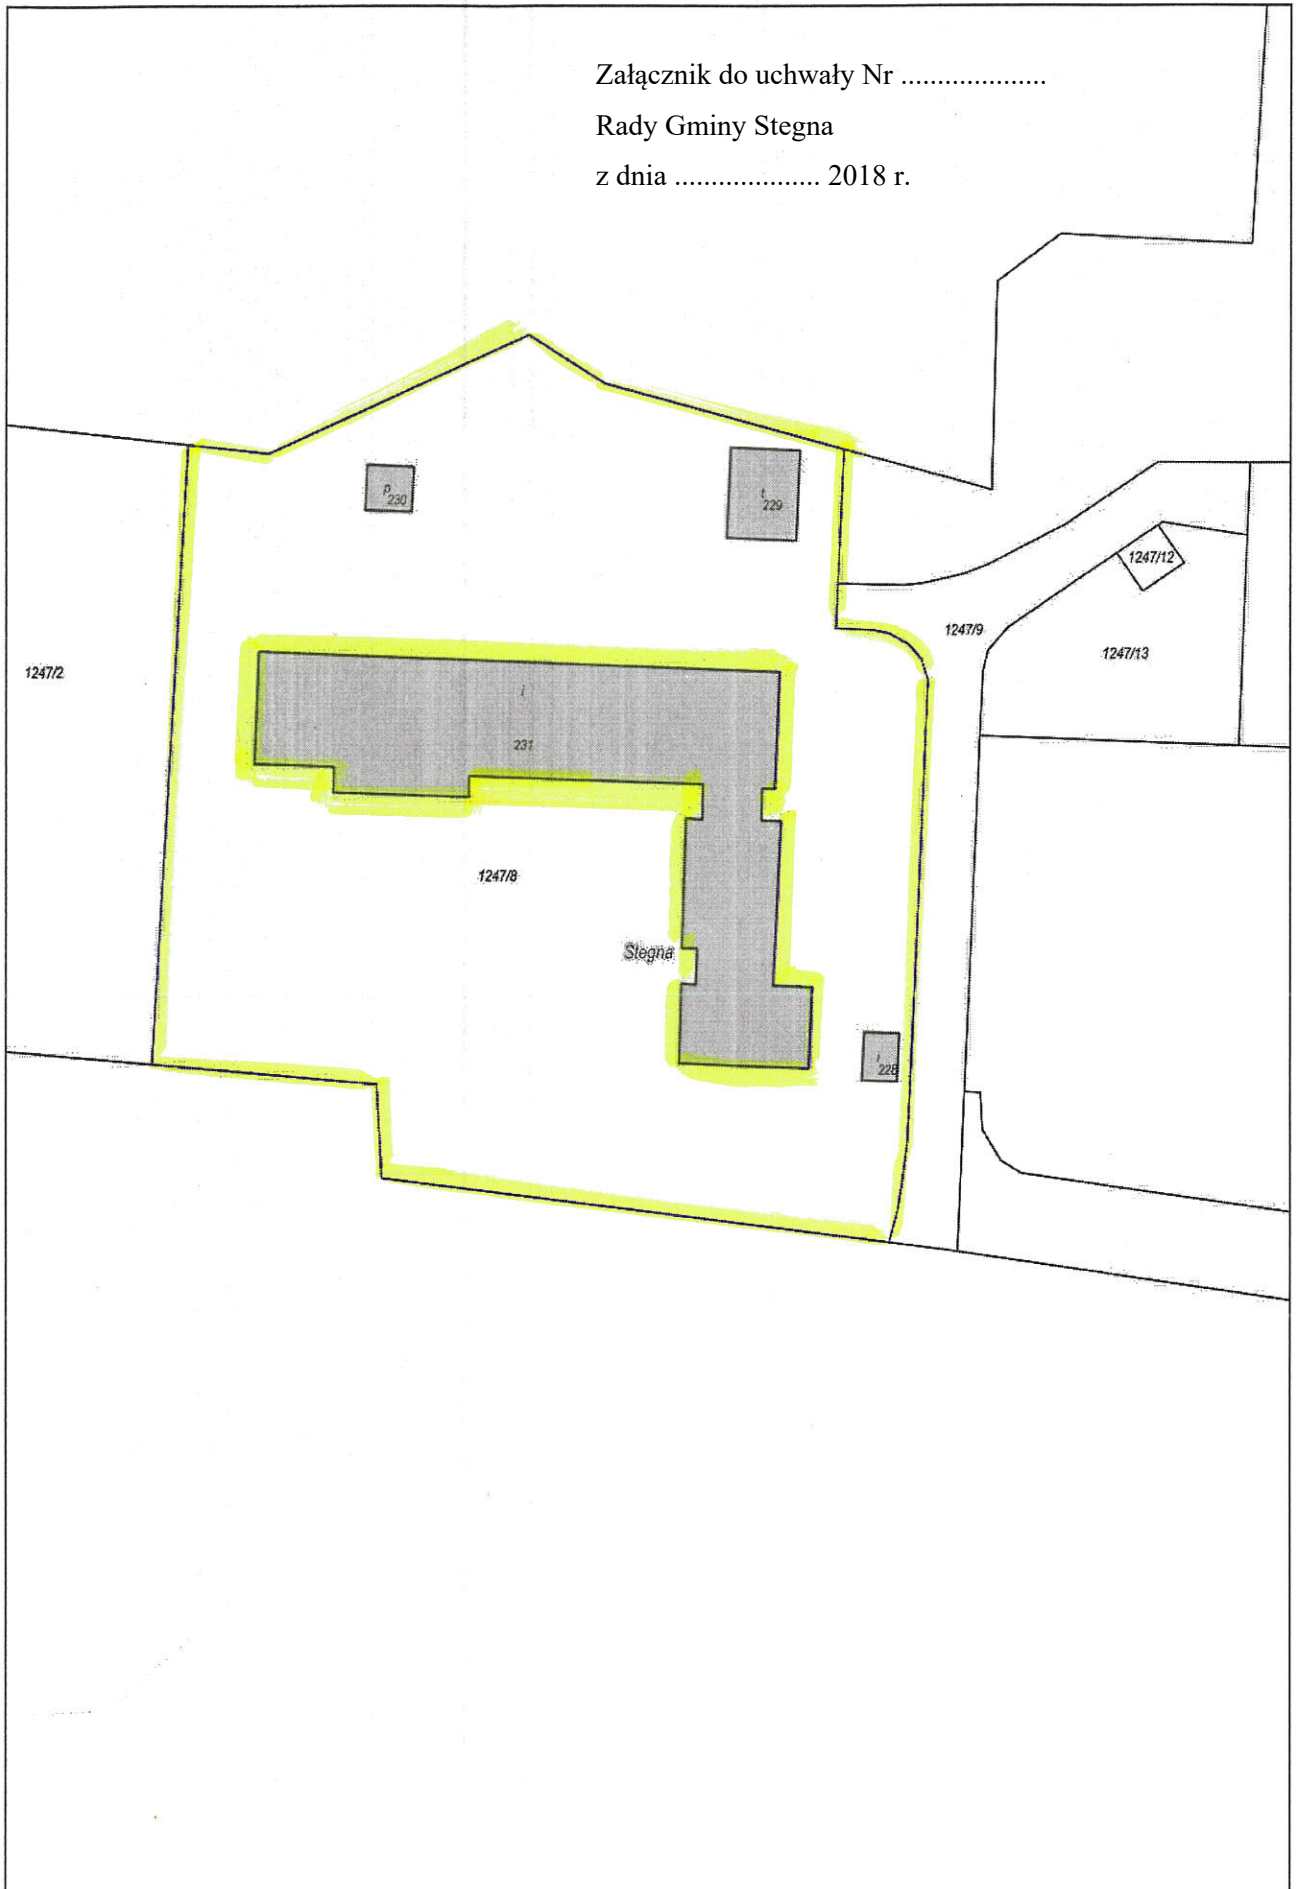 Załącznik do uchwały Nr ....................
Rady Gminy Stegna
z dnia .................... 2018 r.
p
230
t
229
1247/12
1247/9
1247/13
1247/2
i
231
1247/8
Stegna
i
228